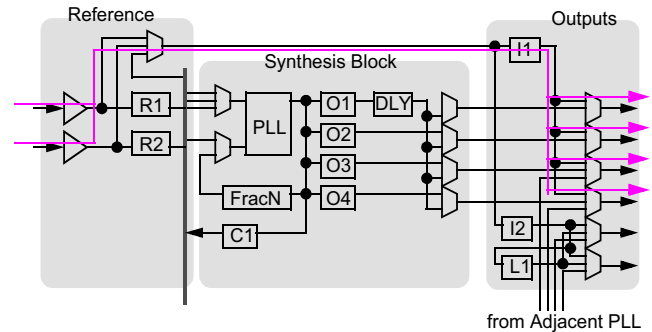 Reference
Outputs
I1
Synthesis Block
R1
PLL
O1
DLY
R2
O2
O3
FracN
O4
C1
I2
L1
from Adjacent PLL